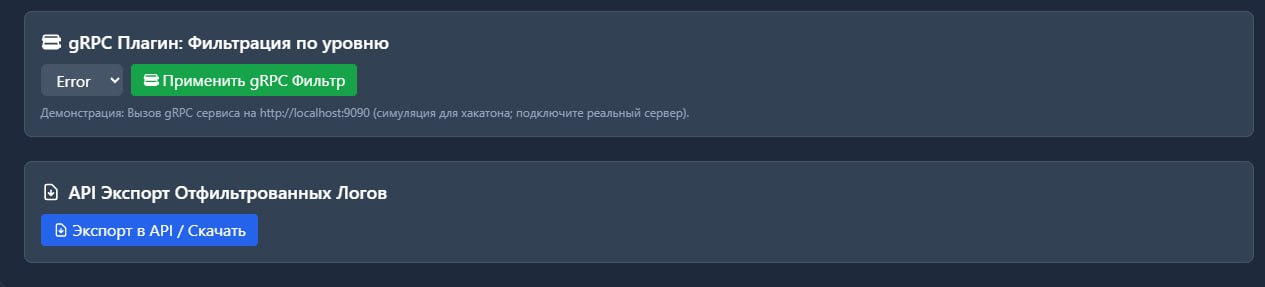 gRPC Плагин: Фильтрация по уровню
Error Применить gRPC Фильтр
Демонстрация: Вызов gRPC сервиса на http://localhost:9090 (симуляция для хакатона; подключите реальный сервер).
API Экспорт Отфильтрованных Логов
Экспорт в API / Скачать